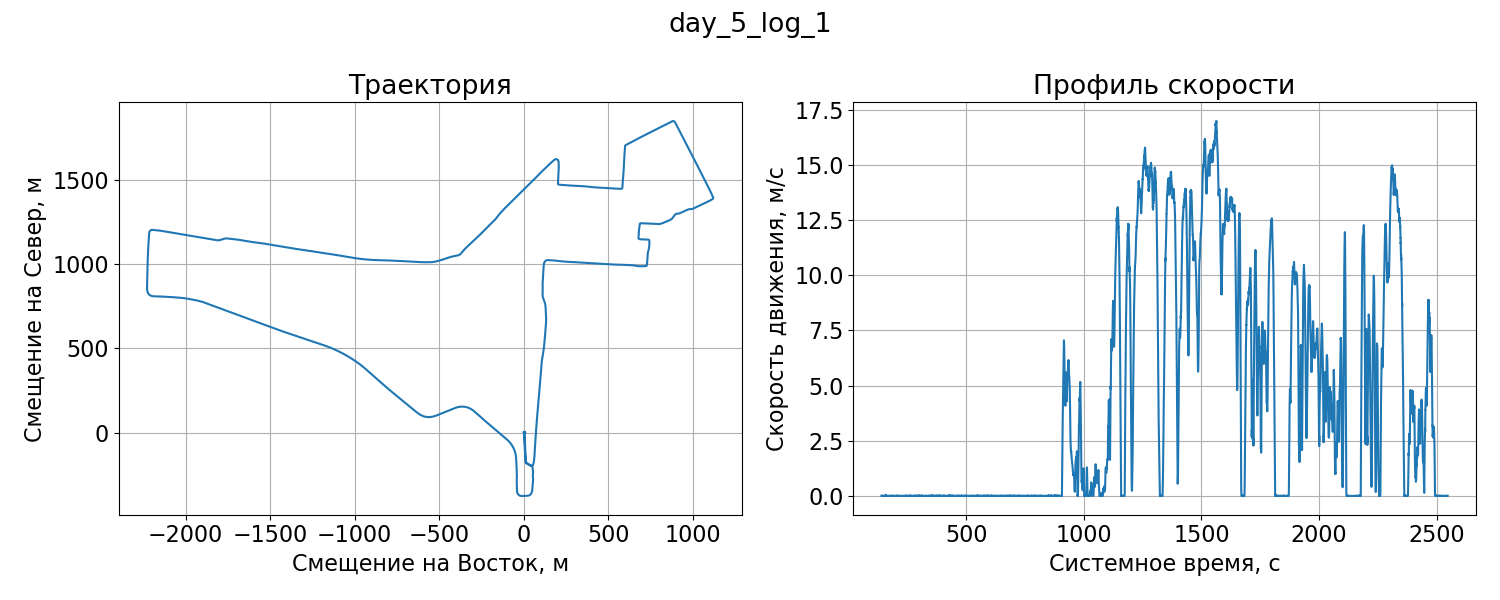 day_5_log_1
Траектория
Смещение на Север, м
1500
1000
500
0
−2000 −1500 −1000 −500 0 500 1000
Смещение на Восток, м
Профиль скорости
Скорость движения, м/с
17.5
15.0
12.5
10.0
7.5
5.0
2.5
0.0
500 1000 1500 2000 2500
Системное время, с